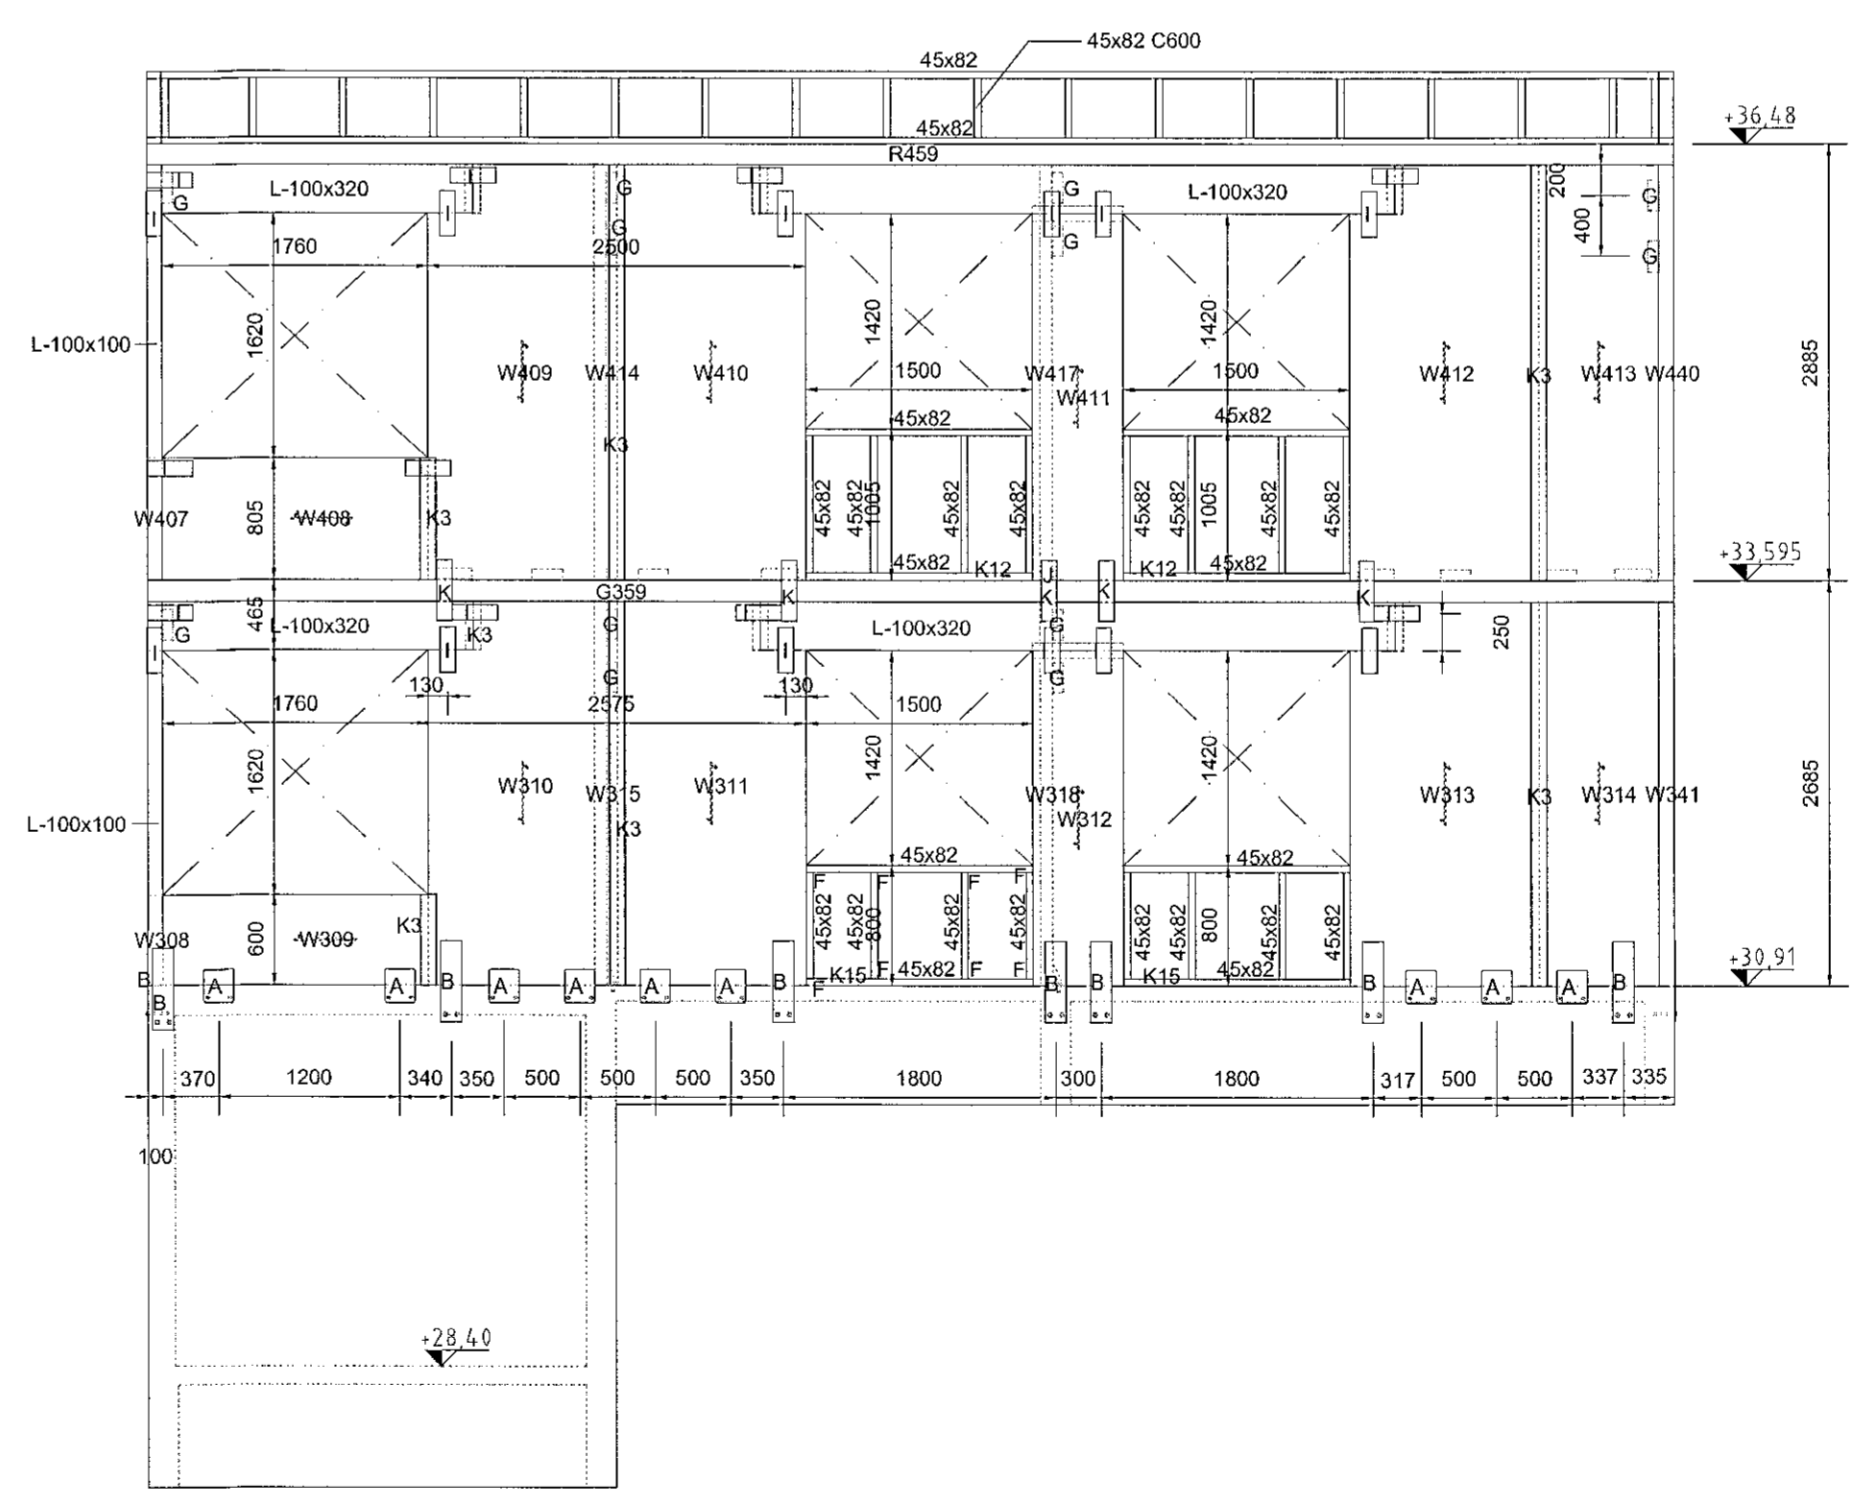 45x82 C600
45x82
45x82
+36,48
R459
L-100x320
L-100x320
G
G
G
G
G
G
G
G
I
I
I
I
I
I
200
400
1760
2500
1620
1420
1420
1500
1500
45x82
45x82
L-100x100
W409
W414
W410
W417
W411
W412
K3
W413
W440
2885
K3
W407
805
W408
K3
45x82
45x82
1005
45x82
45x82
45x82
45x82
1005
45x82
45x82
45x82
K12
K12
45x82
+33,595
K
G359
K
J
K
K
K
465
L-100x320
L-100x320
G
K3
G
G
G
G
250
I
I
I
130
130
1760
2575
1500
1620
1420
1420
L-100x100
W310
W315
W311
W318
W312
W313
K3
W314
W341
2685
K3
45x82
45x82
F
F
F
F
W308
600
W309
K3
45x82
45x82
800
45x82
45x82
45x82
45x82
800
45x82
45x82
K15
F
45x82
F
F
K15
45x82
F
+30,91
B
B
A
A
B
A
A
A
A
B
B
B
B
A
A
A
B
370
1200
340
350
500
500
500
350
1800
300
1800
317
500
500
337
335
100
+28,40